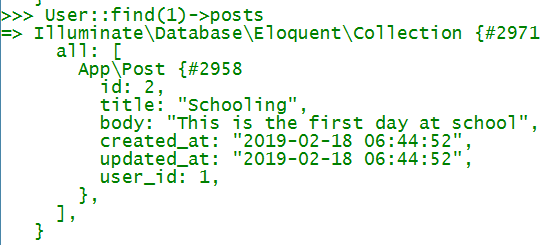 >>> User::find(1)->posts
=> Illuminate\Database\Eloquent\Collection {#2971
all: [
App\Post {#2958
id: 2,
title: "Schooling",
body: "This is the first day at school",
created_at: "2019-02-18 06:44:52",
updated_at: "2019-02-18 06:44:52",
user_id: 1,
},
],
}